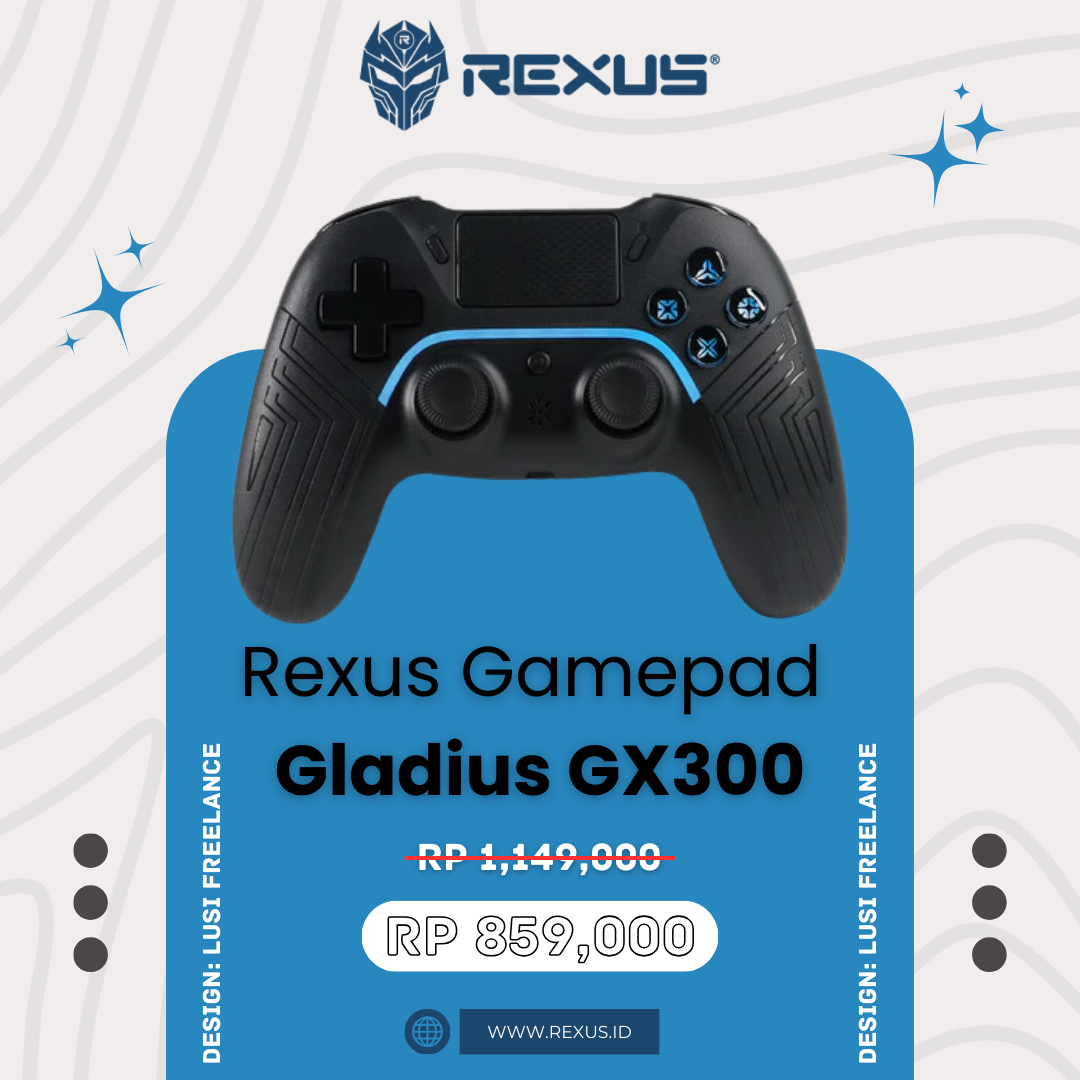 REXUS®
Rexus Gamepad
Gladius GX300
RP 1,149,000
RP 859,000
WWW.REXUS.ID
DESIGN: LUSI FREELANCE
DESIGN: LUSI FREELANCE